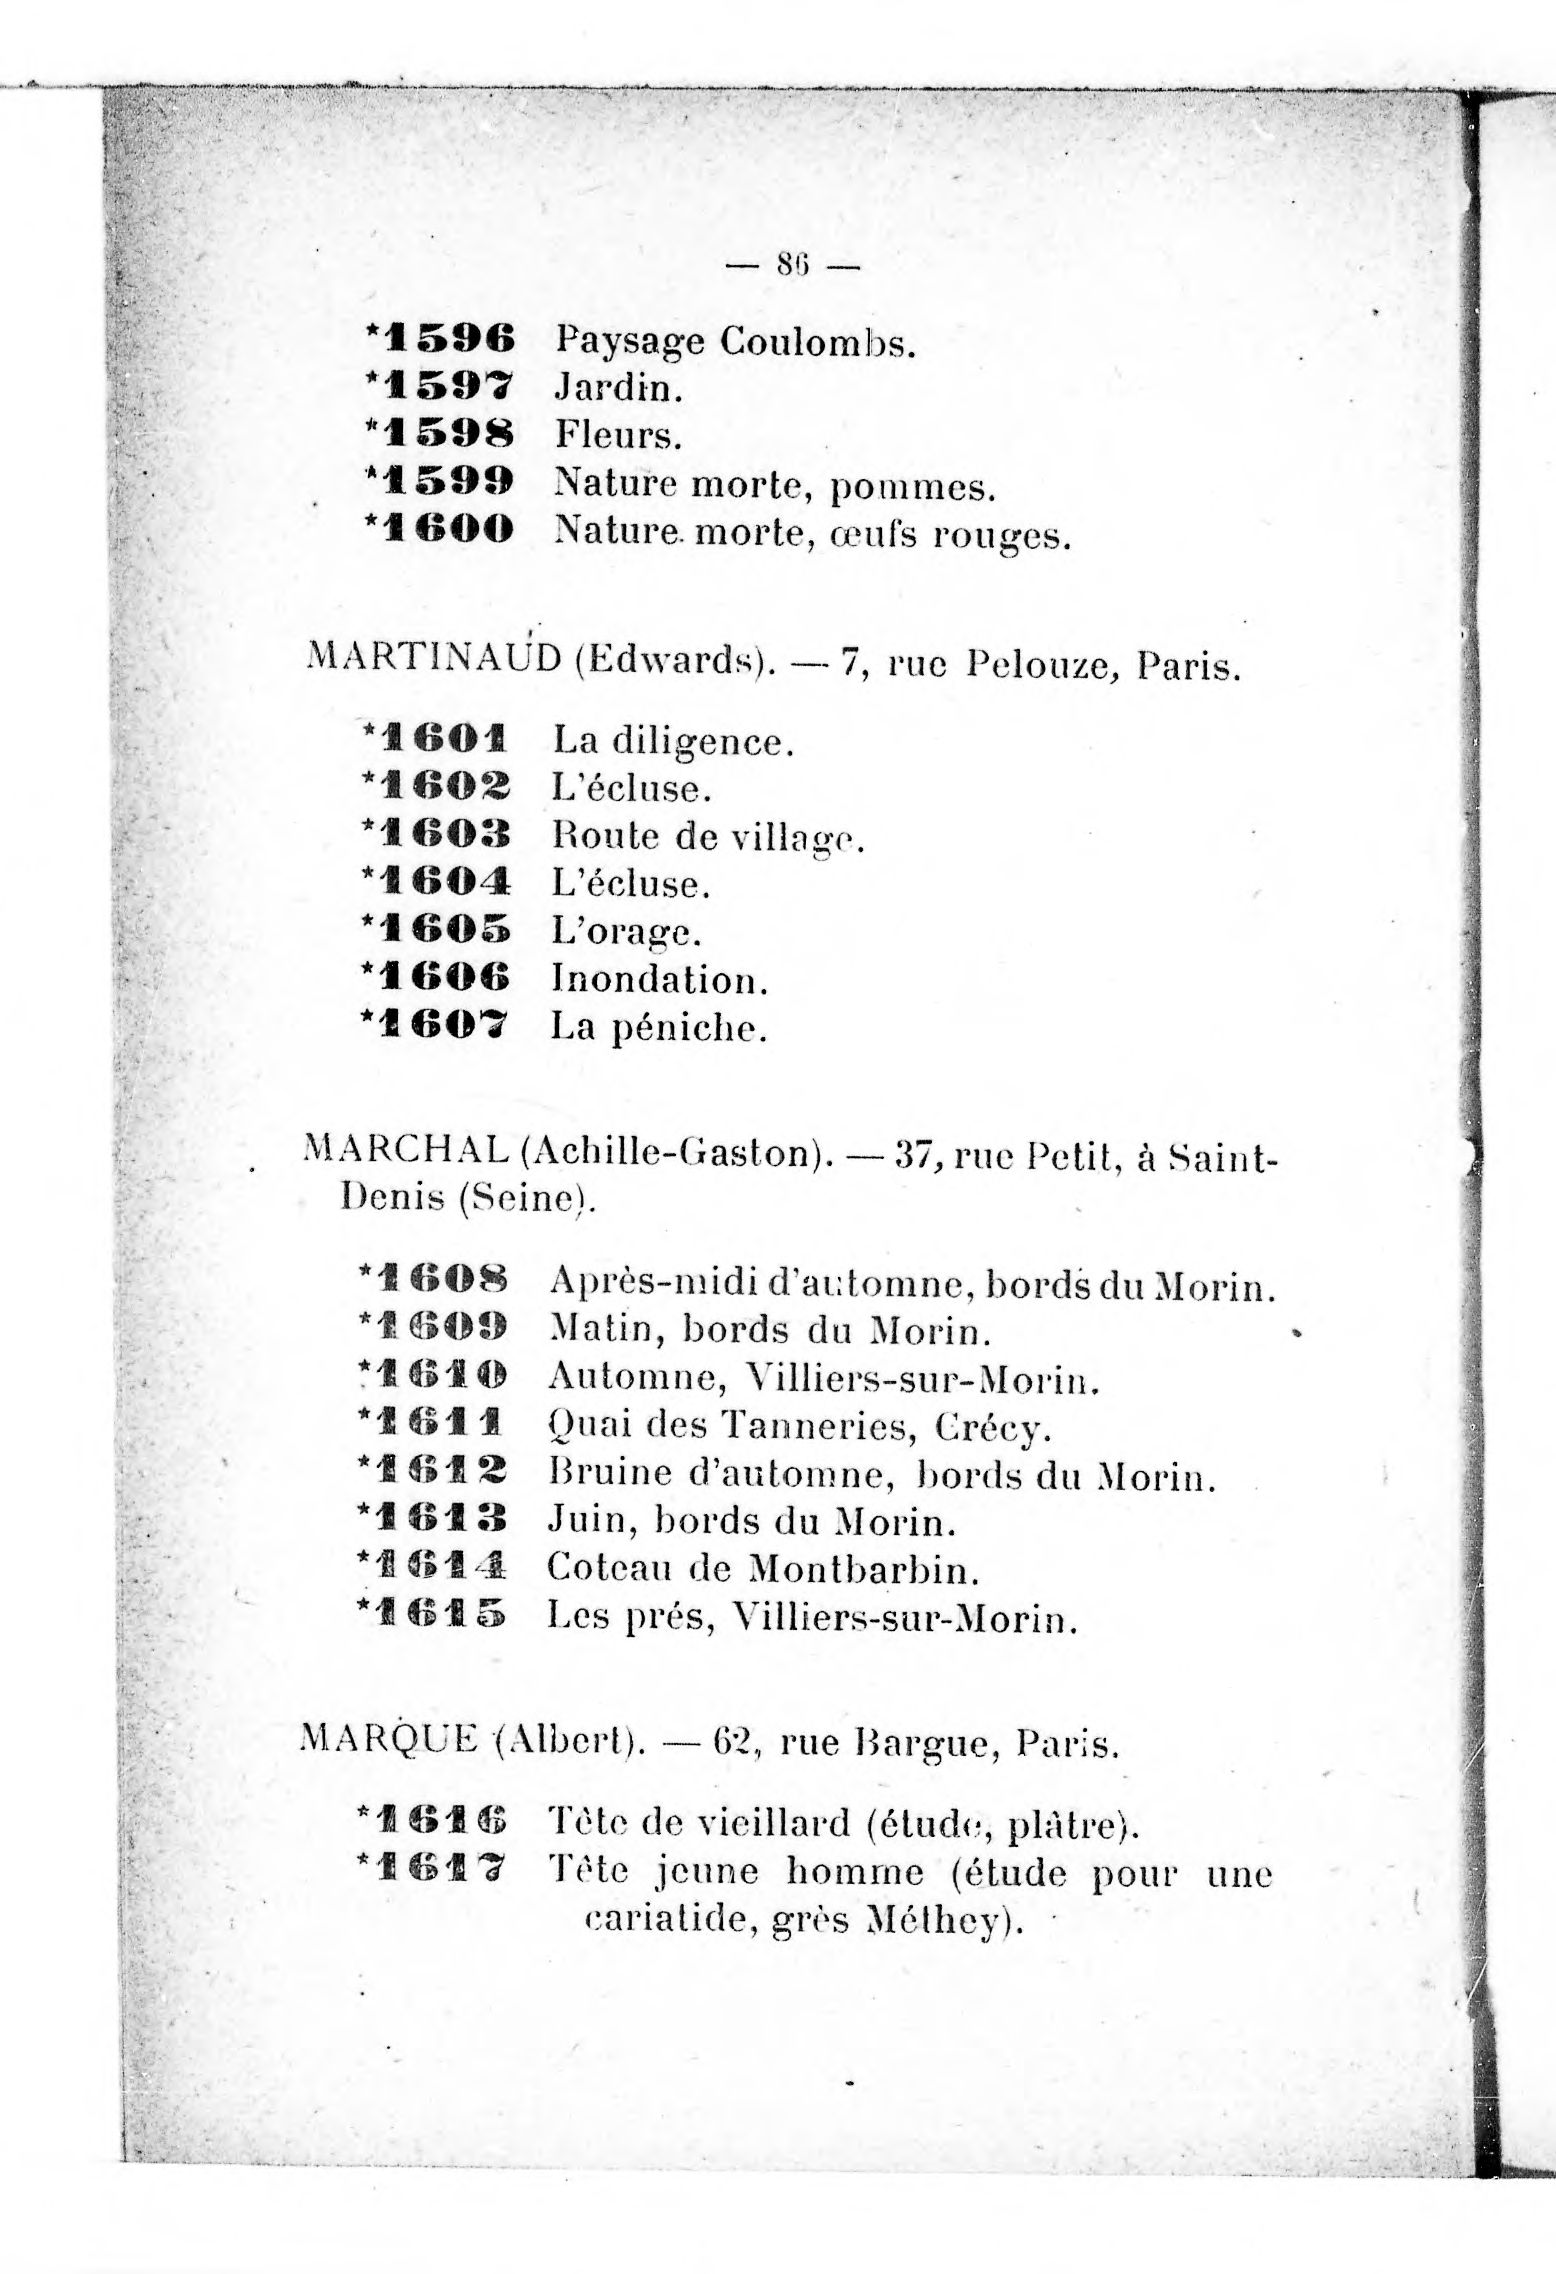 — 86 —
*1596 Paysage Coulombs.
*1597 Jardin.
*1598 Fleurs.
*1599 Nature morte, pommes.
*1600 Nature morte, œufs rouges.
MARTINAUD (Edwards). — 7, rue Pelouze, Paris.
*1601 La diligence.
*1602 L'écluse.
*1603 Route de village.
*1604 L'écluse.
*1605 L'orage.
*1606 Inondation.
*1607 La péniche.
MARCHAL (Achille-Gaston). — 37, rue Petit, à Saint-
Denis (Seine).
*1608 Après-midi d'automne, bords du Morin.
*1609 Matin, bords du Morin.
*1610 Automne, Villiers-sur-Morin.
*1611 Quai des Tanneries, Crécy.
*1612 Bruine d'automne, bords du Morin.
*1613 Juin, bords du Morin.
*1614 Coteau de Montbarbin.
*1615 Les prés, Villiers-sur-Morin.
MARQUE (Albert). — 62, rue Bargue, Paris.
*1616 Tête de vieillard (étude, plâtre).
*1617 Tête jeune homme (étude pour une
cariatide, grès Méthey).